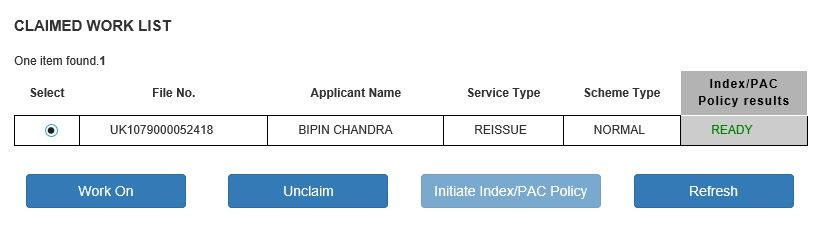 CLAIMED WORK LIST
One item found.1
Select File No. Applicant Name Service Type Scheme Type Index/PAC Policy results
UK1079000052418 BIPIN CHANDRA REISSUE NORMAL READY
Work On Unclaim Initiate Index/PAC Policy Refresh